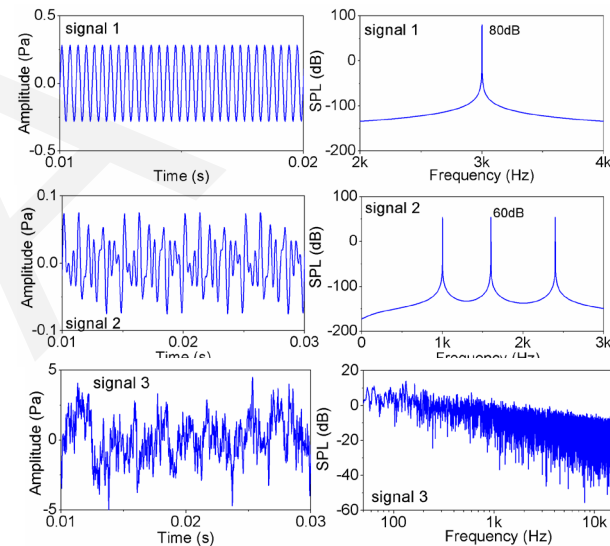 signal 1
Amplitude (Pa)
0.5
0.0
-0.5
0.01
0.02
Time (s)
signal 1
80dB
SPL (dB)
100
0
-100
2k
3k
4k
Frequency (Hz)
Amplitude (Pa)
0.1
0.0
-0.1
signal 2
0.01
0.02
0.03
Time (s)
signal 2
60dB
SPL (dB)
100
0
-100
-200
0
1k
2k
3k
Frequency (Hz)
signal 3
Amplitude (Pa)
5
0
-5
0.01
0.02
0.03
Time (s)
SPL (dB)
20
0
-20
-40
-60
signal 3
100
1k
10k
Frequency (Hz)